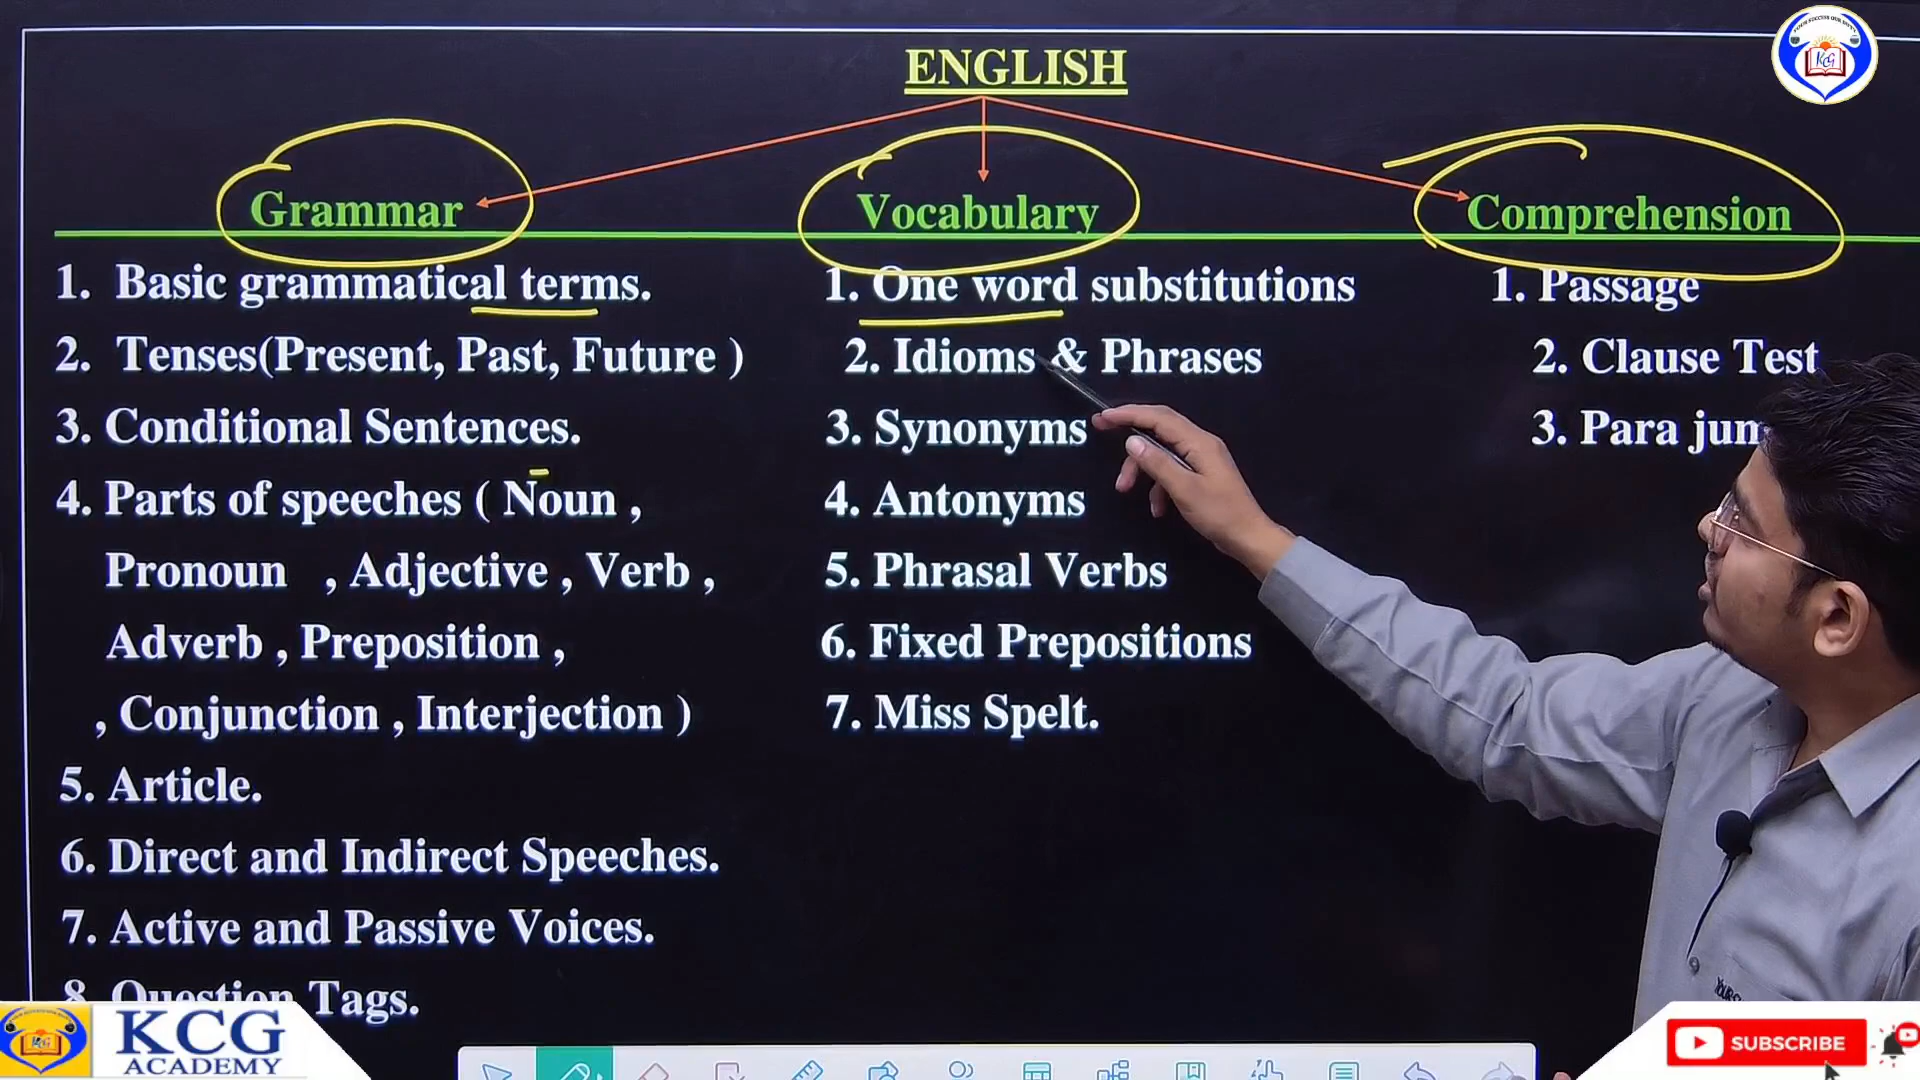 ENGLISH
Grammar
1. Basic grammatical terms.
2. Tenses(Present, Past, Future )
3. Conditional Sentences.
4. Parts of speeches ( Noun ,
Pronoun , Adjective , Verb ,
Adverb , Preposition ,
, Conjunction , Interjection )
5. Article.
6. Direct and Indirect Speeches.
7. Active and Passive Voices.
8. Question Tags.
Vocabulary
1. One word substitutions
2. Idioms & Phrases
3. Synonyms
4. Antonyms
5. Phrasal Verbs
6. Fixed Prepositions
7. Miss Spelt.
Comprehension
1. Passage
2. Clause Test
3. Para jum
KCG
KCG
ACADEMY
SUBSCRIBE